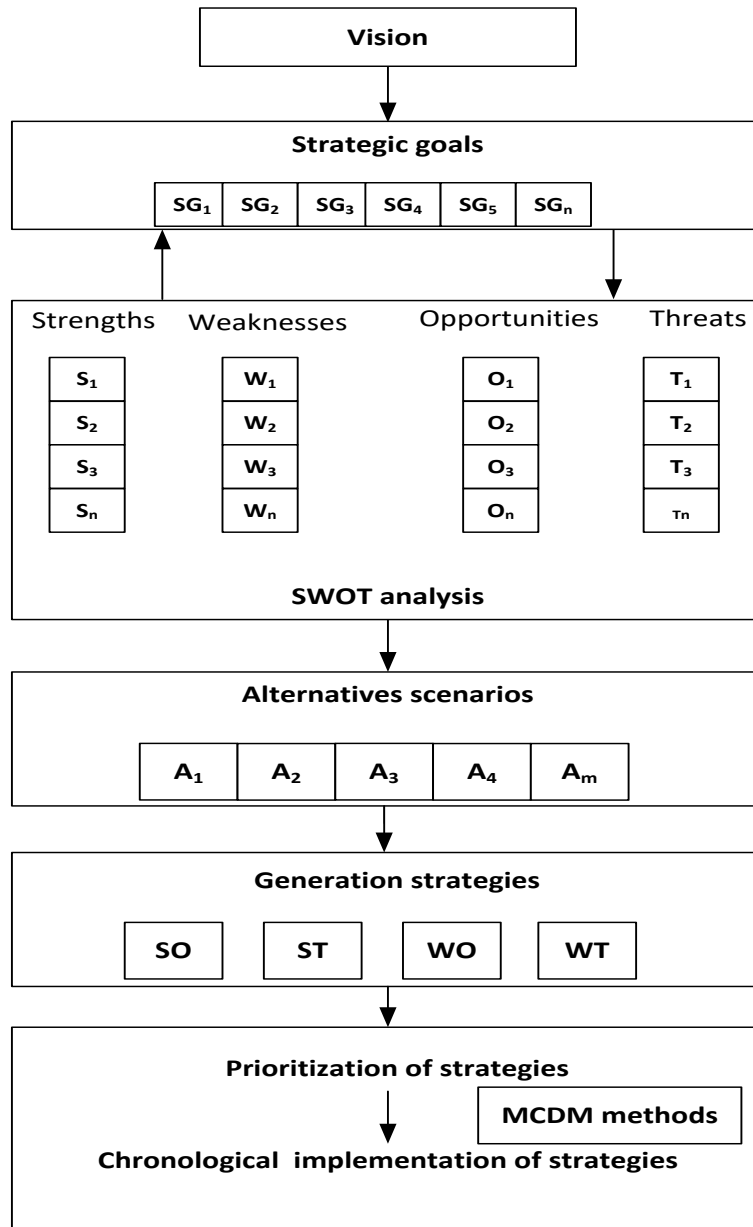 Vision
Strategic goals
SG₁ SG₂ SG₃ SG₄ SG₅ SGₙ
Strengths Weaknesses Opportunities Threats
S₁ W₁ O₁ T₁
S₂ W₂ O₂ T₂
S₃ W₃ O₃ T₃
Sₙ Wₙ Oₙ Tn
SWOT analysis
Alternatives scenarios
A₁ A₂ A₃ A₄ Aₘ
Generation strategies
SO ST WO WT
Prioritization of strategies
MCDM methods
Chronological implementation of strategies